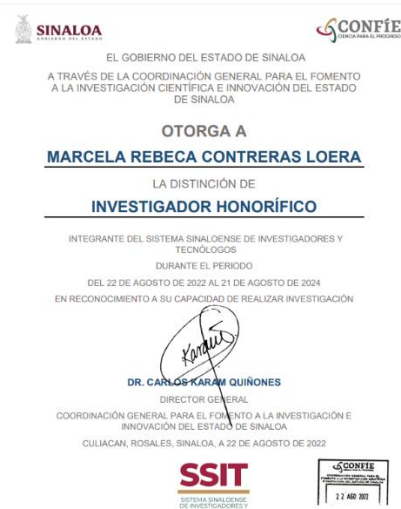 SINALOA
GOBIERNO DEL ESTADO
CONFÍE
CIENCIA PARA EL PROGRESO
EL GOBIERNO DEL ESTADO DE SINALOA
A TRAVÉS DE LA COORDINACIÓN GENERAL PARA EL FOMENTO
A LA INVESTIGACIÓN CIENTÍFICA E INNOVACIÓN DEL ESTADO
DE SINALOA
OTORGA A
MARCELA REBECA CONTRERAS LOERA
LA DISTINCIÓN DE
INVESTIGADOR HONORÍFICO
INTEGRANTE DEL SISTEMA SINALOENSE DE INVESTIGADORES Y
TECNÓLOGOS
DURANTE EL PERIODO
DEL 22 DE AGOSTO DE 2022 AL 21 DE AGOSTO DE 2024
EN RECONOCIMIENTO A SU CAPACIDAD DE REALIZAR INVESTIGACIÓN
Karam
DR. CARLOS KARAM QUIÑONES
DIRECTOR GENERAL
COORDINACIÓN GENERAL PARA EL FOMENTO A LA INVESTIGACIÓN E
INNOVACIÓN DEL ESTADO DE SINALOA
CULIACAN, ROSALES, SINALOA, A 22 DE AGOSTO DE 2022
SSIT
SISTEMA SINALOENSE
DE INVESTIGADORES Y
CONFÍE
22 AGO 2022